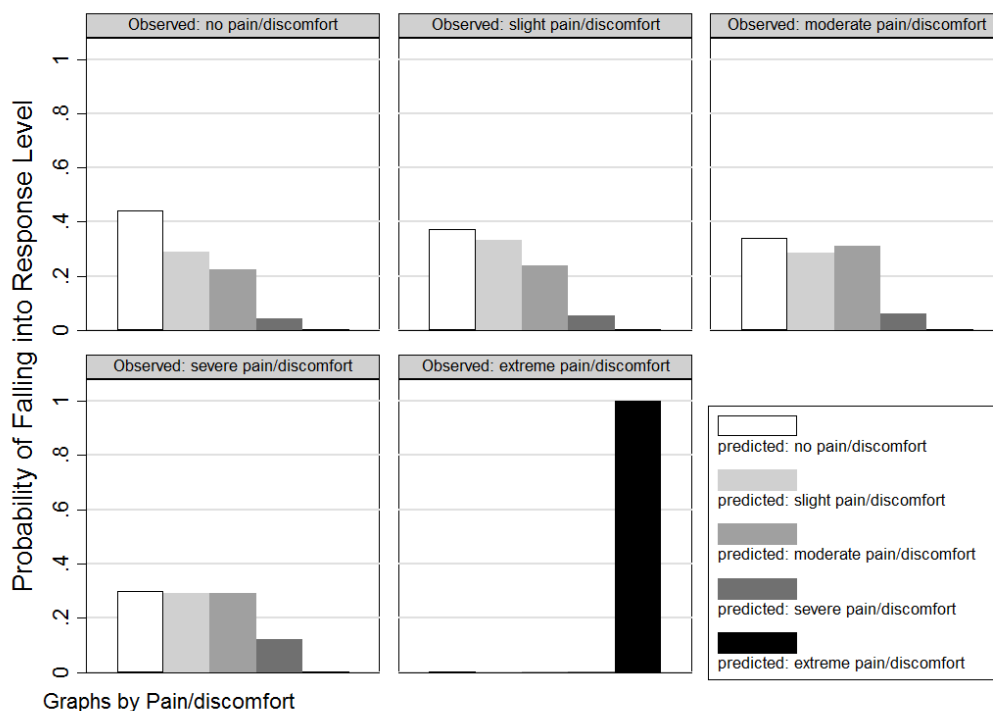 Observed: no pain/discomfort
Observed: slight pain/discomfort
Observed: moderate pain/discomfort
Probability of Falling into Response Level
1
.8
.6
.4
.2
0
Observed: severe pain/discomfort
Observed: extreme pain/discomfort
1
.8
.6
.4
.2
0
predicted: no pain/discomfort
predicted: slight pain/discomfort
predicted: moderate pain/discomfort
predicted: severe pain/discomfort
predicted: extreme pain/discomfort
Graphs by Pain/discomfort